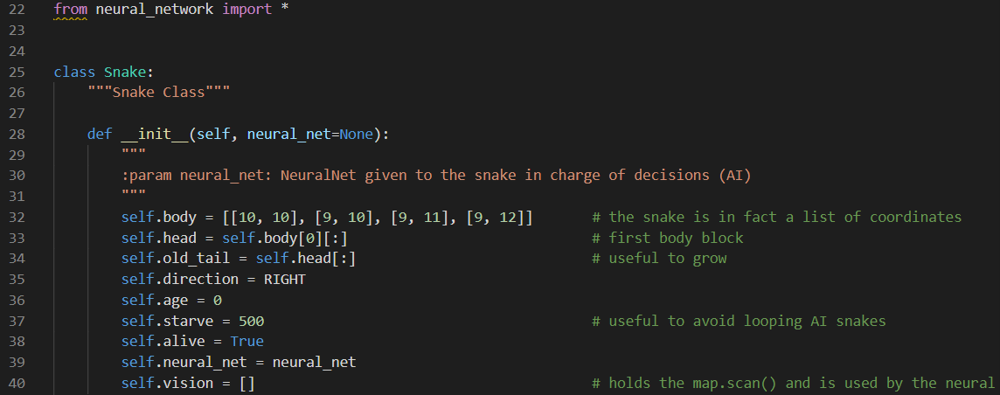 22 from neural_network import *
23
24
25 class Snake:
26     """Snake Class"""
27
28     def __init__(self, neural_net=None):
29         """
30         :param neural_net: NeuralNet given to the snake in charge of decisions (AI)
31         """
32         self.body = [[10, 10], [9, 10], [9, 11], [9, 12]]       # the snake is in fact a list of coordinates
33         self.head = self.body[0][:]                             # first body block
34         self.old_tail = self.head[:]                            # useful to grow
35         self.direction = RIGHT
36         self.age = 0
37         self.starve = 500                                       # useful to avoid looping AI snakes
38         self.alive = True
39         self.neural_net = neural_net
40         self.vision = []                                        # holds the map.scan() and is used by the neural